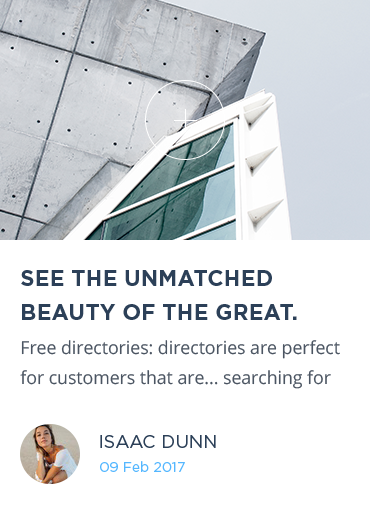 SEE THE UNMATCHED
BEAUTY OF THE GREAT.
Free directories: directories are perfect
for customers that are... searching for
ISAAC DUNN
09 Feb 2017